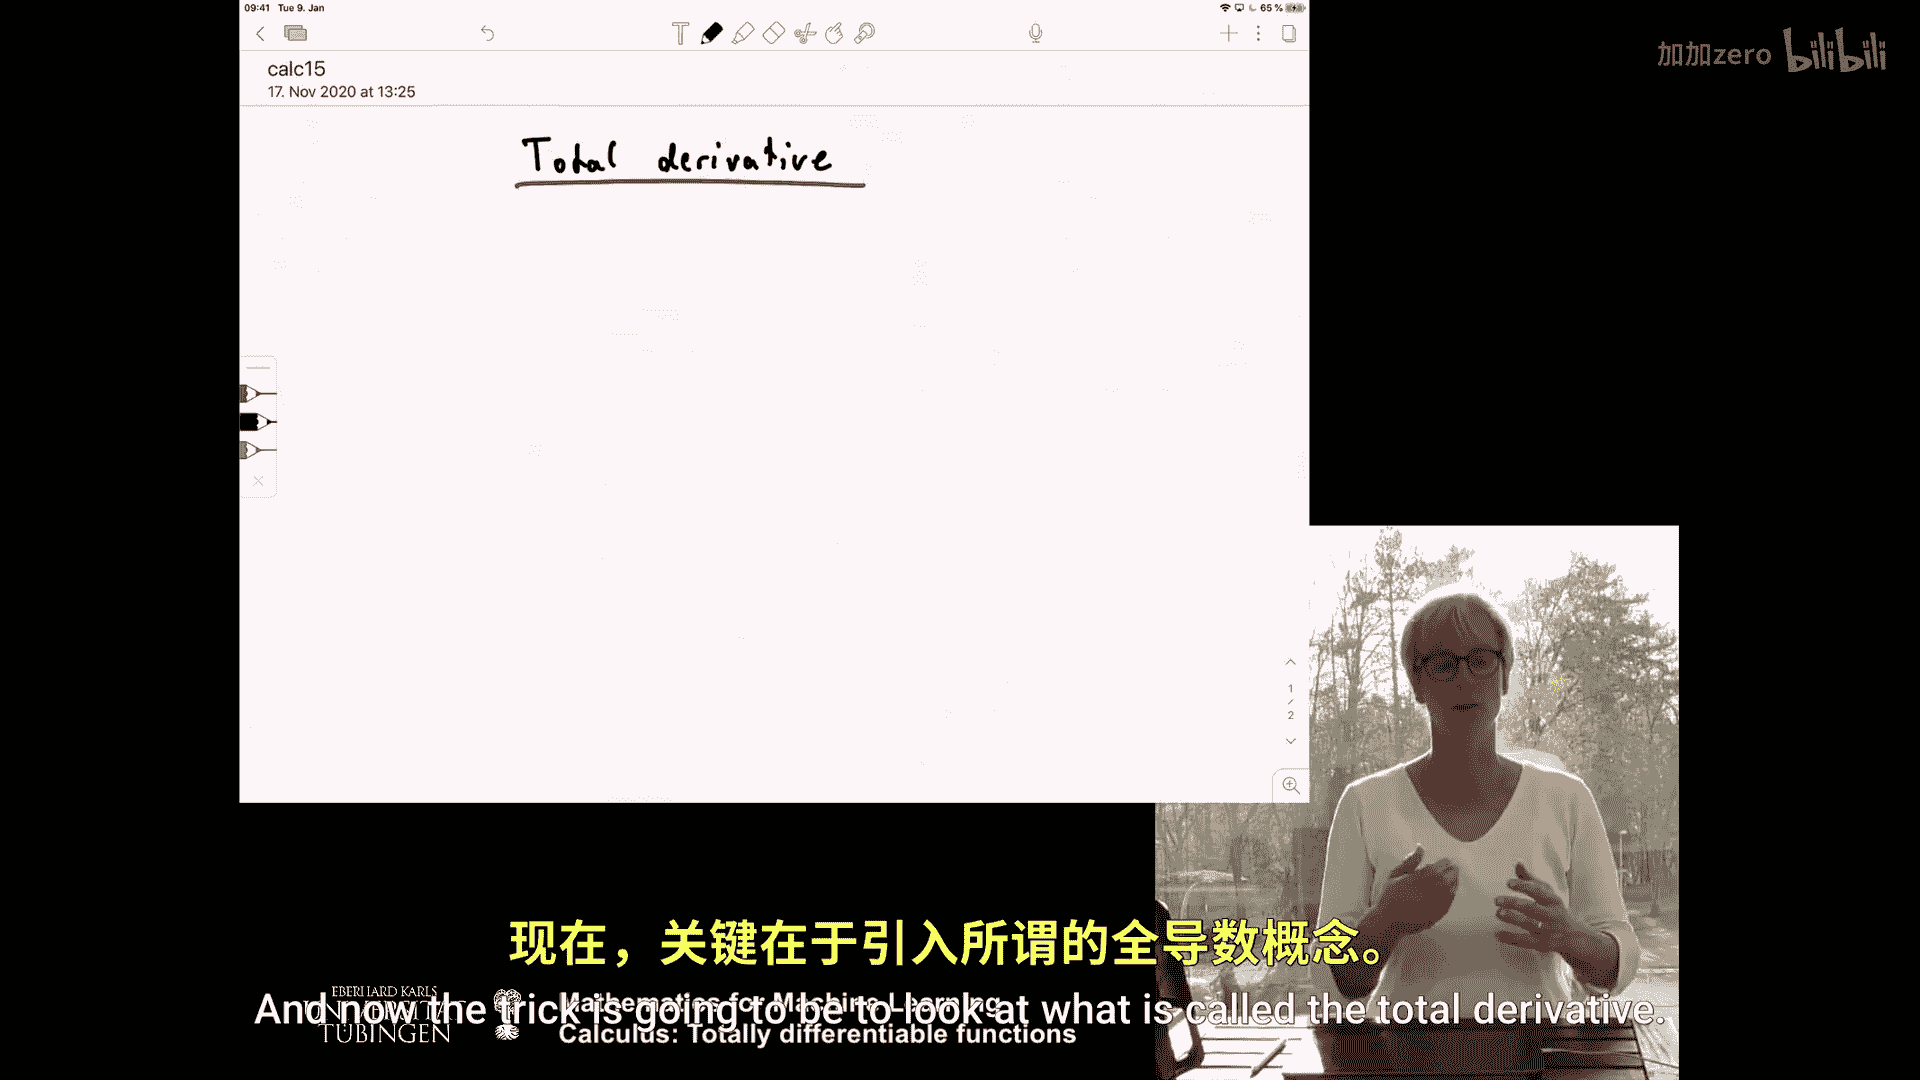 09:41 Tue 9. Jan
65 %
加加zero bilibili
calc15
17. Nov 2020 at 13:25
Total derivative
1
/
2
现在，关键在于引入所谓的全导数概念。
EBERHARD KARLS
UNIVERSITÄT
TÜBINGEN
Mathematics for Machine Learning
And now the trick is going to be to look at what is called the total derivative.
Calculus: Totally differentiable functions